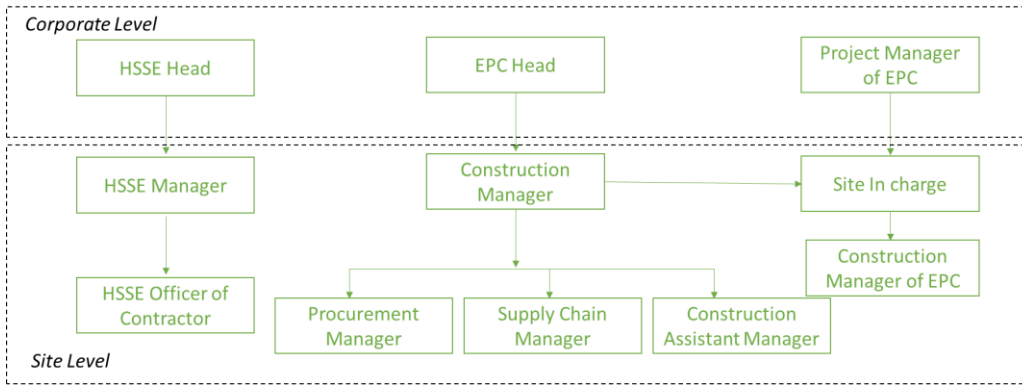 Corporate Level
HSSE Head
EPC Head
Project Manager
of EPC
HSSE Manager
Construction
Manager
Site In charge
Construction
Manager of EPC
HSSE Officer of
Contractor
Procurement
Manager
Supply Chain
Manager
Construction
Assistant Manager
Site Level